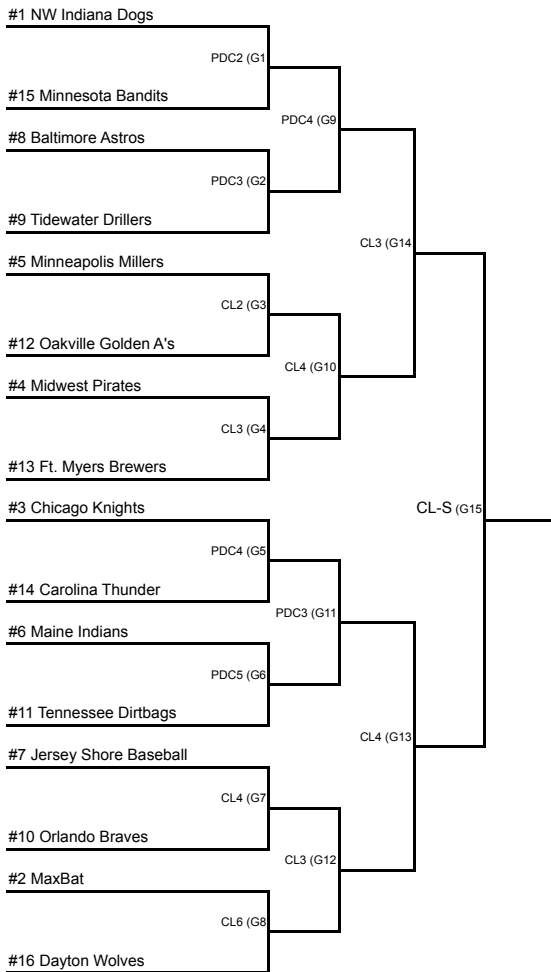 #1 NW Indiana Dogs
PDC2 (G1
#15 Minnesota Bandits
PDC4 (G9
#8 Baltimore Astros
PDC3 (G2
#9 Tidewater Drillers
CL3 (G14
#5 Minneapolis Millers
CL2 (G3
#12 Oakville Golden A's
CL4 (G10
#4 Midwest Pirates
CL3 (G4
#13 Ft. Myers Brewers
CL-S (G15
#3 Chicago Knights
PDC4 (G5
#14 Carolina Thunder
PDC3 (G11
#6 Maine Indians
PDC5 (G6
#11 Tennessee Dirtbags
CL4 (G13
#7 Jersey Shore Baseball
CL4 (G7
#10 Orlando Braves
CL3 (G12
#2 MaxBat
CL6 (G8
#16 Dayton Wolves